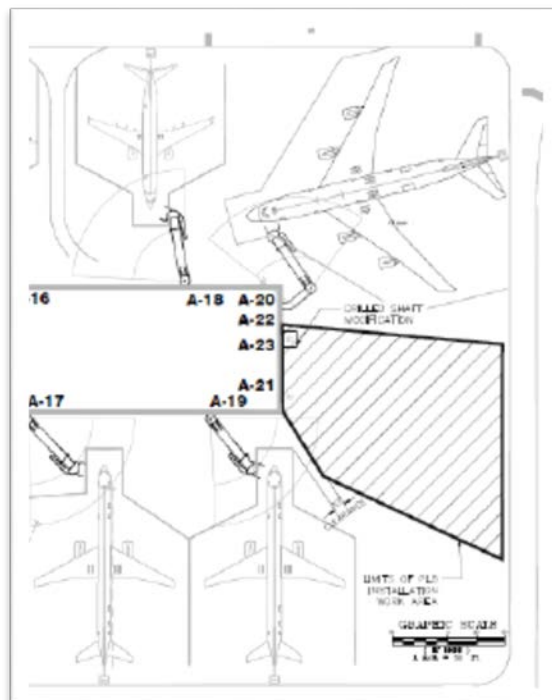 -16
A-18
A-20
A-22
A-23
A-21
A-17
A-19
DRILLED SHAFT
MODIFICATION
CLEARANCE
LIMITS OF PLB
INSTALLATION
WORK AREA
GRAPHIC SCALE